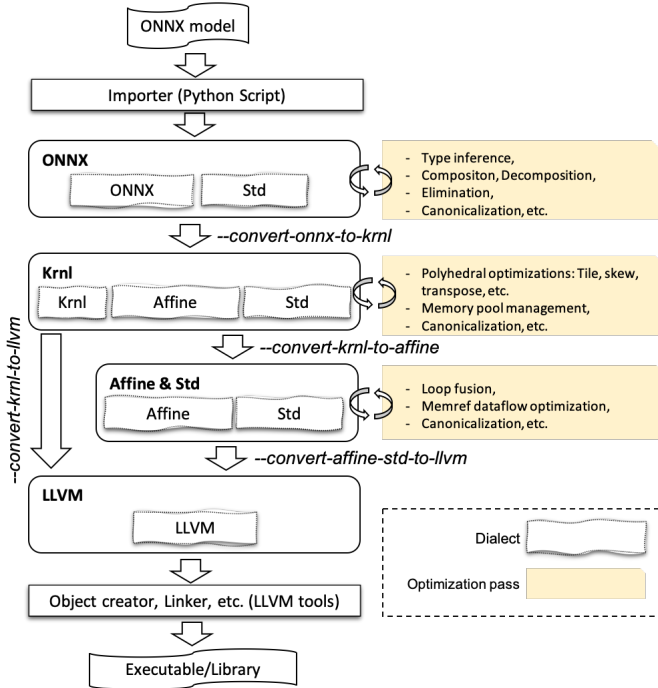 ONNX model
Importer (Python Script)
ONNX
ONNX
Std
- Type inference,
- Compositon, Decomposition,
- Elimination,
- Canonicalization, etc.
--convert-onnx-to-krnl
Krnl
Krnl
Affine
Std
- Polyhedral optimizations: Tile, skew,
transpose, etc.
- Memory pool management,
- Canonicalization, etc.
--convert-krnl-to-affine
--convert-krnl-to-llvm
Affine & Std
Affine
Std
- Loop fusion,
- Memref dataflow optimization,
- Canonicalization, etc.
--convert-affine-std-to-llvm
LLVM
LLVM
Dialect
Optimization pass
Object creator, Linker, etc. (LLVM tools)
Executable/Library